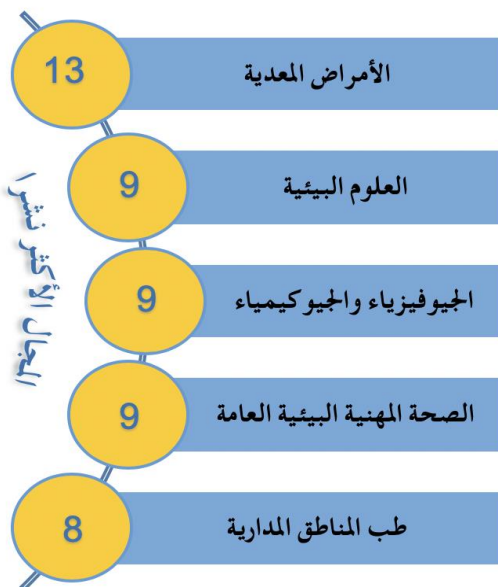 المجال الأكثر نشرا
13
الأمراض المعدية
9
العلوم البيئية
9
الجيوفيزياء والجيوكيمياء
9
الصحة المهنية البيئية العامة
8
طب المناطق المدارية